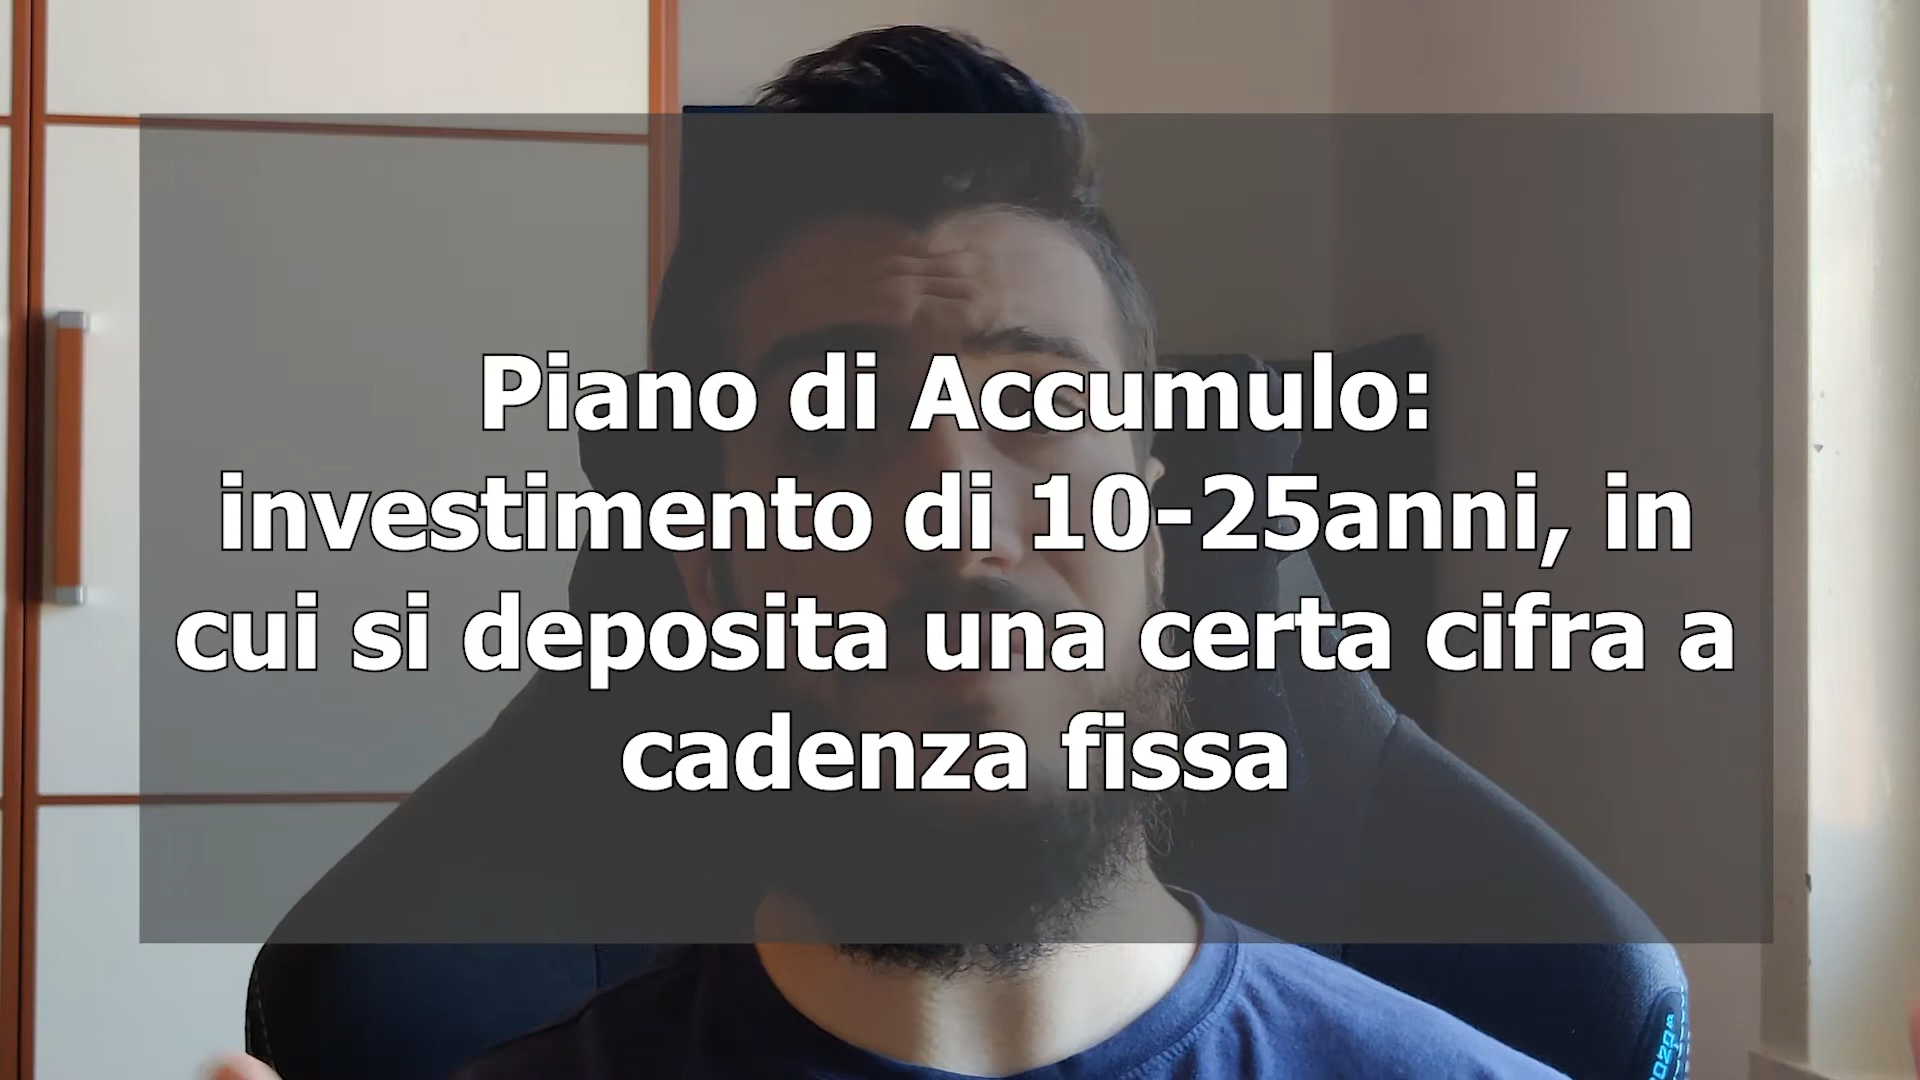 Piano di Accumulo:
investimento di 10-25anni, in
cui si deposita una certa cifra a
cadenza fissa